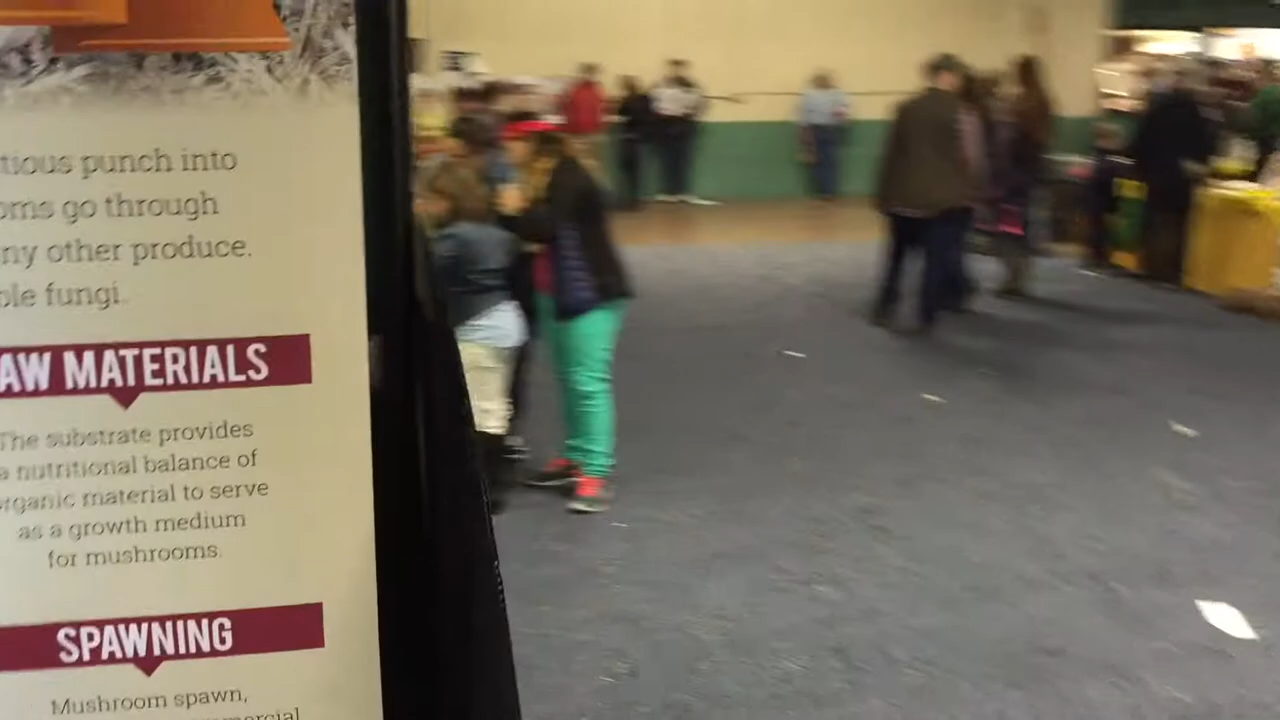 punch into
go through
other produce.
fungi.
MATERIALS
The substrate provides
a nutritional balance of
organic material to serve
as a growth medium
for mushrooms.
SPAWNING
Mushroom spawn,